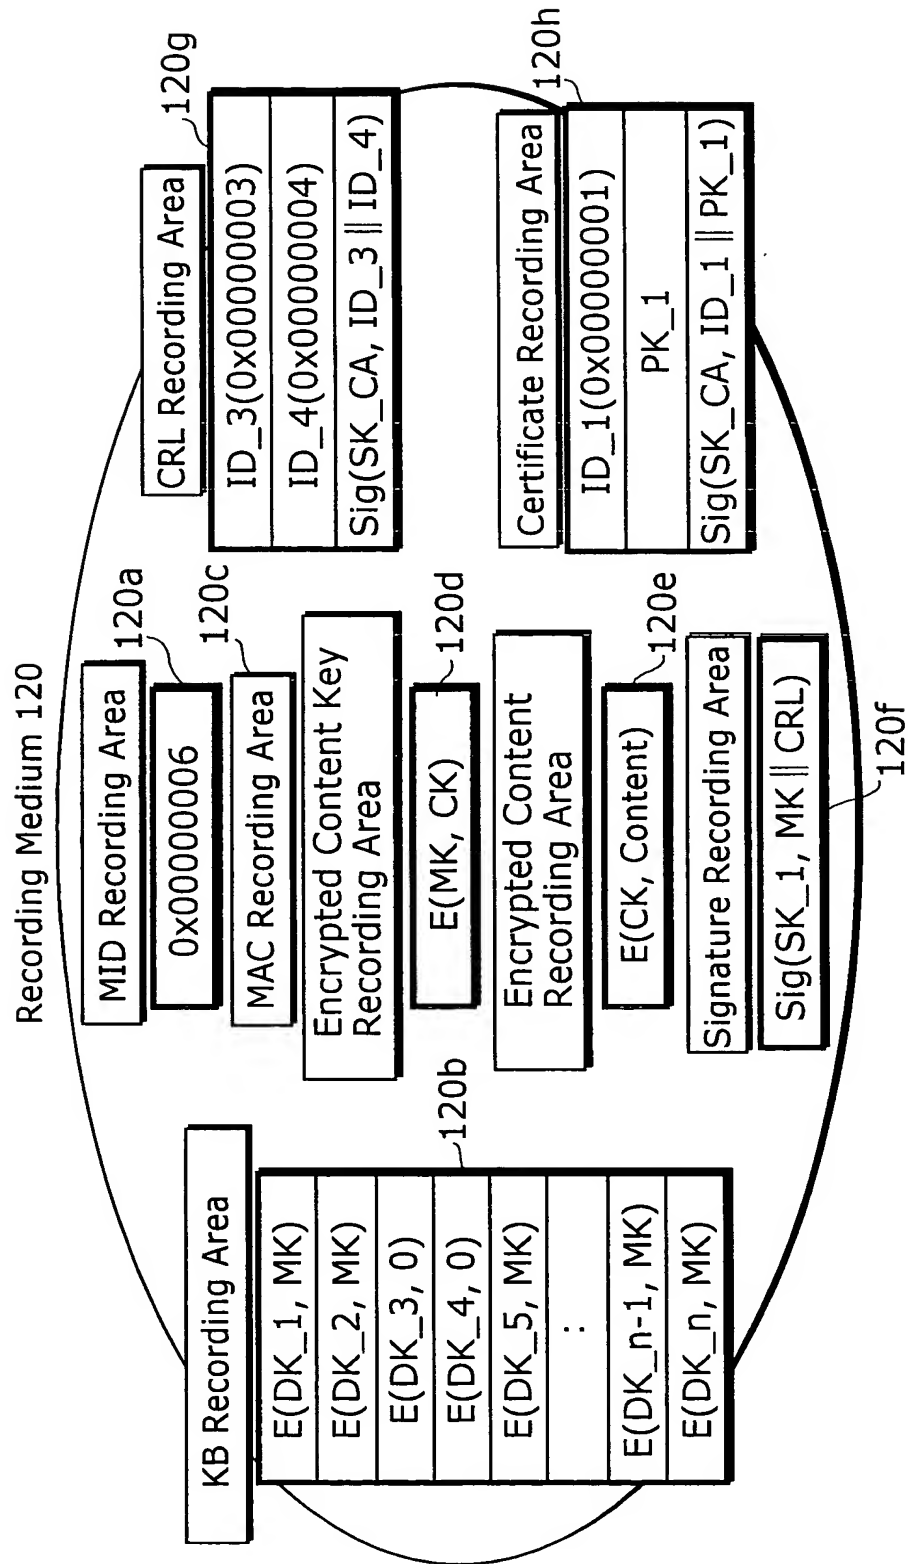 Recording Medium 120
KB Recording Area
E(DK_1, MK)
E(DK_2, MK)
E(DK_3, 0)
E(DK_4, 0)
E(DK_5, MK)
:
E(DK_n-1, MK)
E(DK_n, MK)
120b
MID Recording Area
120a
0x00000006
MAC Recording Area
120c
Encrypted Content Key
Recording Area
E(MK, CK)
120d
Encrypted Content
Recording Area
E(CK, Content)
120e
Signature Recording Area
Sig(SK_1, MK || CRL)
120f
CRL Recording Area
120g
ID_3(0x00000003)
ID_4(0x00000004)
Sig(SK_CA, ID_3 || ID_4)
Certificate Recording Area
120h
ID_1(0x00000001)
PK_1
Sig(SK_CA, ID_1 || PK_1)